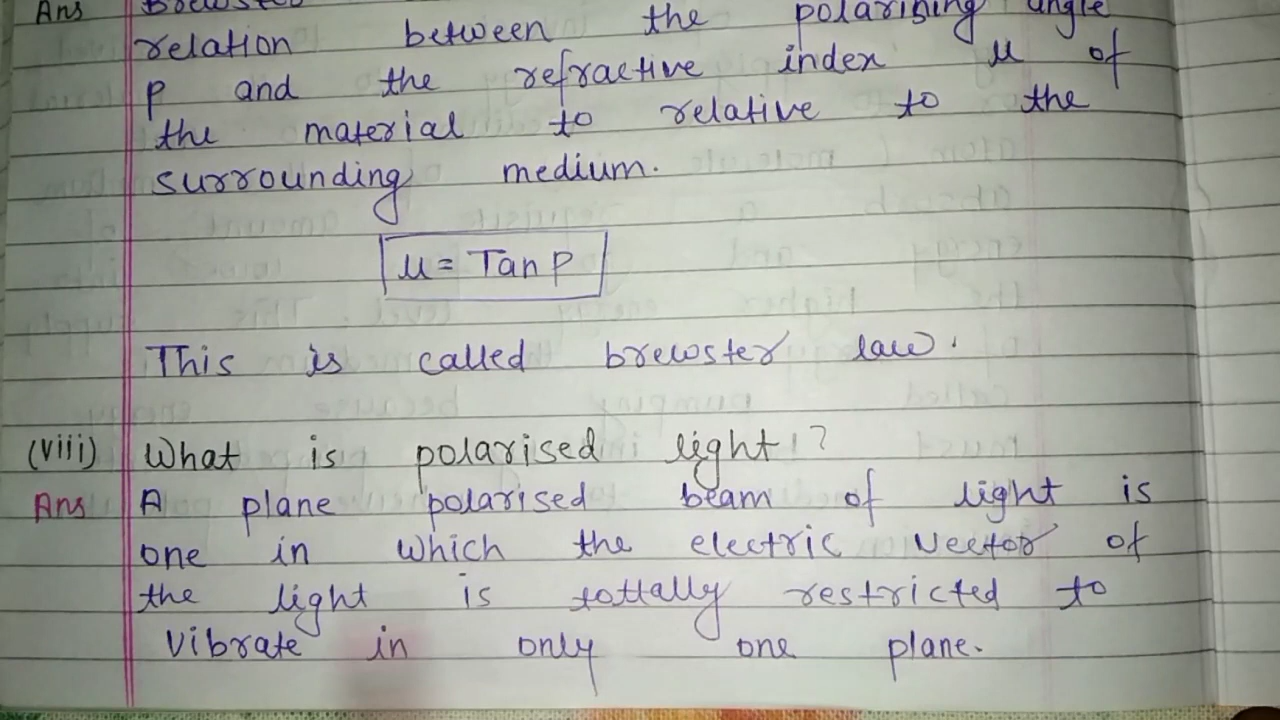 Ans Brewster
relation between the polarising angle
p and the refractive index μ of
the material to relative to the
surrounding medium.
μ = Tan p
This is called brewster law.
(viii) What is polarised light?
Ans A plane polarised beam of light is
one in which the electric vector of
the light is tottally restricted to
vibrate in only one plane.